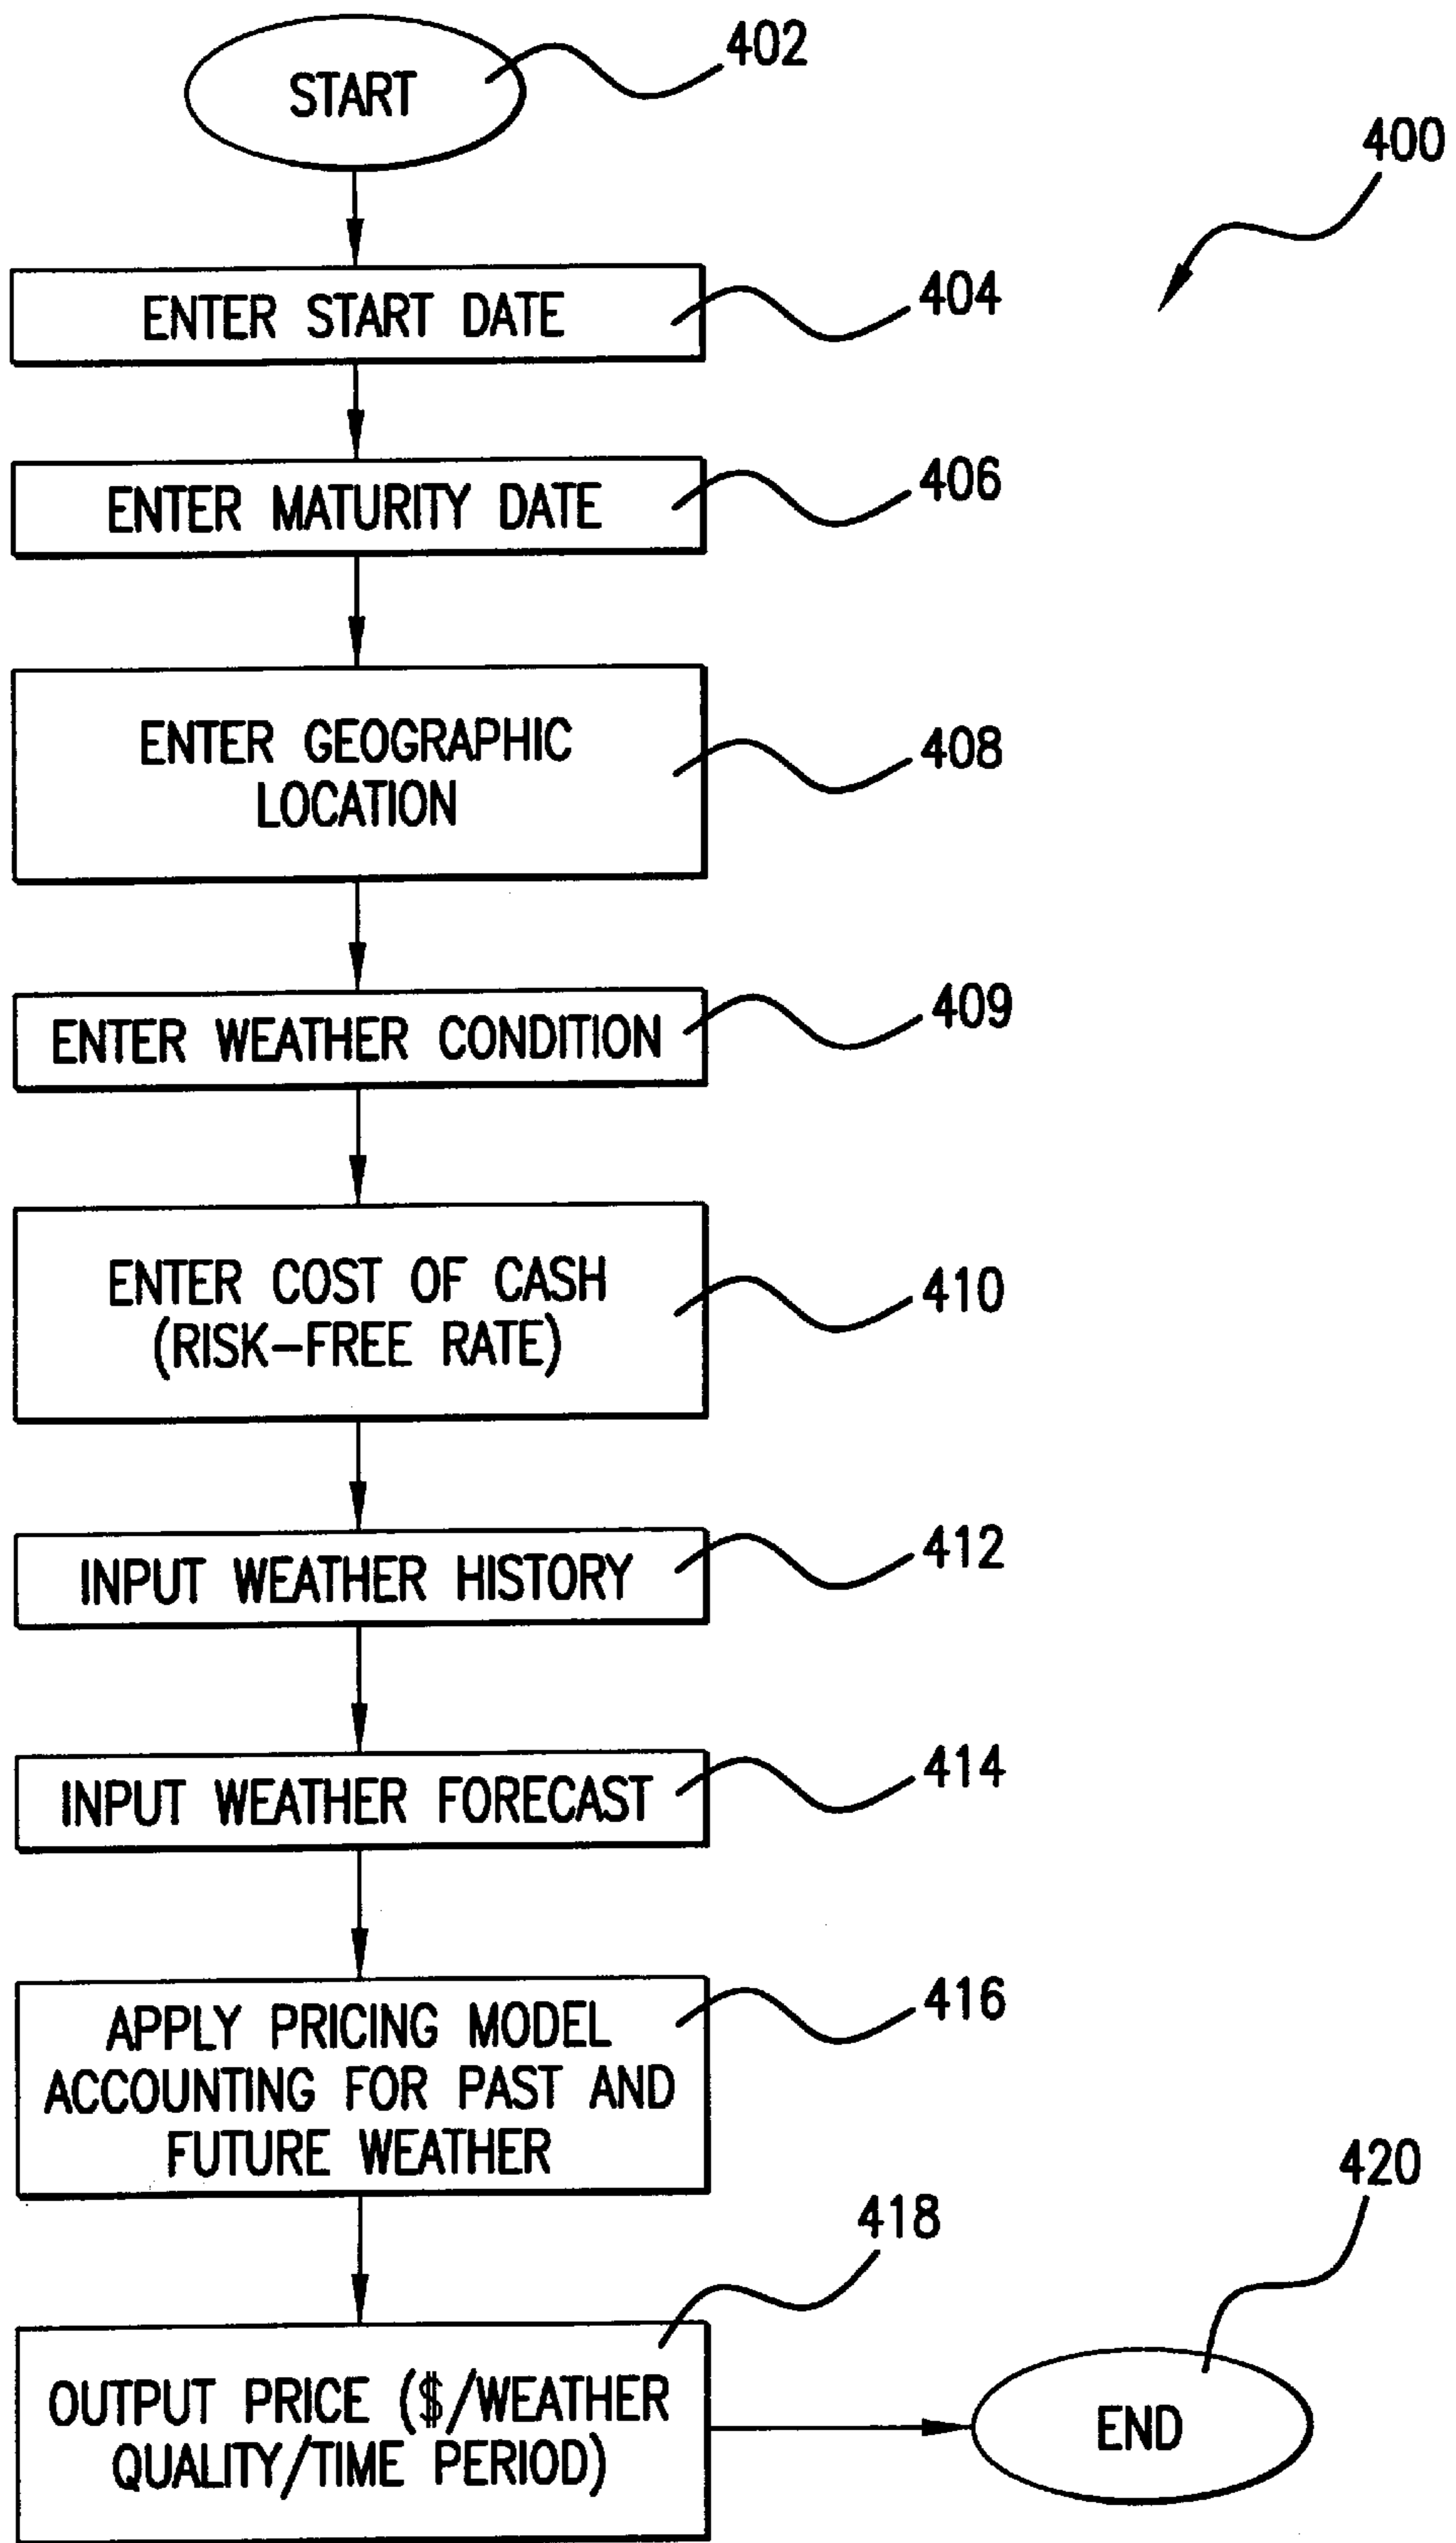 START
402
400
ENTER START DATE
404
ENTER MATURITY DATE
406
ENTER GEOGRAPHIC
LOCATION
408
ENTER WEATHER CONDITION
409
ENTER COST OF CASH
(RISK-FREE RATE)
410
INPUT WEATHER HISTORY
412
INPUT WEATHER FORECAST
414
APPLY PRICING MODEL
ACCOUNTING FOR PAST AND
FUTURE WEATHER
416
OUTPUT PRICE ($/WEATHER
QUALITY/TIME PERIOD)
418
END
420